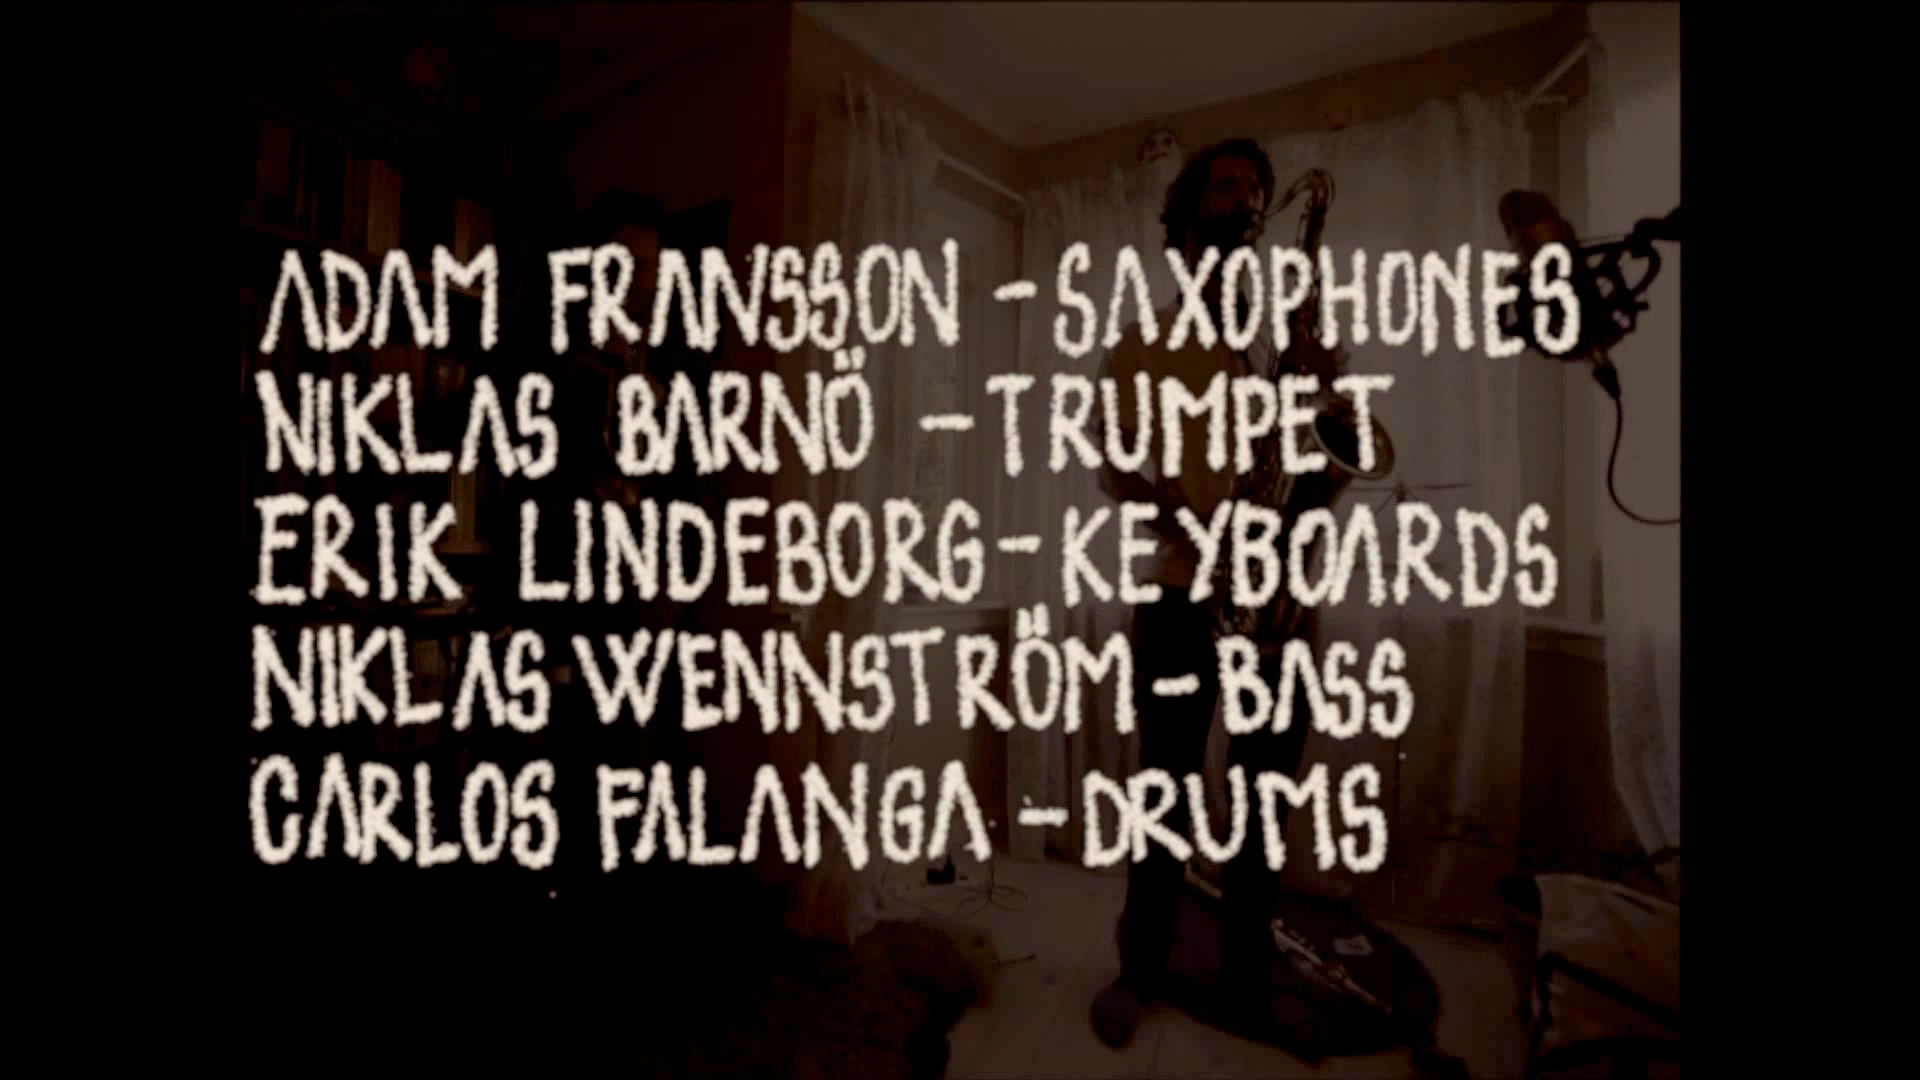 ADAM FRANSSON - SAXOPHONES
NIKLAS BARNÖ - TRUMPET
ERIK LINDEBORG - KEYBOARDS
NIKLAS WENNSTRÖM - BASS
CARLOS FALANGA - DRUMS